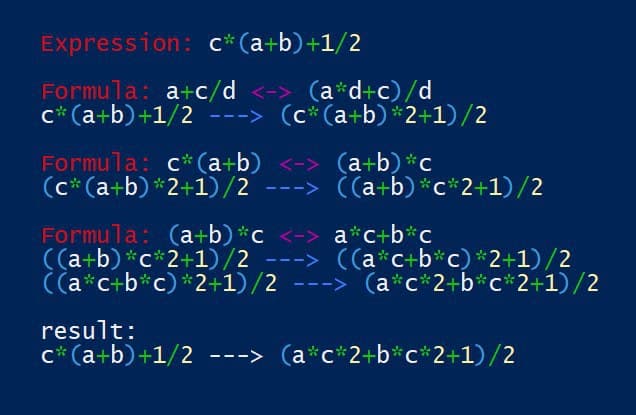 Expression: c*(a+b)+1/2
Formula: a+c/d <-> (a*d+c)/d
c*(a+b)+1/2 ---> (c*(a+b)*2+1)/2
Formula: c*(a+b) <-> (a+b)*c
(c*(a+b)*2+1)/2 ---> ((a+b)*c*2+1)/2
Formula: (a+b)*c <-> a*c+b*c
((a+b)*c*2+1)/2 ---> ((a*c+b*c)*2+1)/2
((a*c+b*c)*2+1)/2 ---> (a*c*2+b*c*2+1)/2
result:
c*(a+b)+1/2 ---> (a*c*2+b*c*2+1)/2